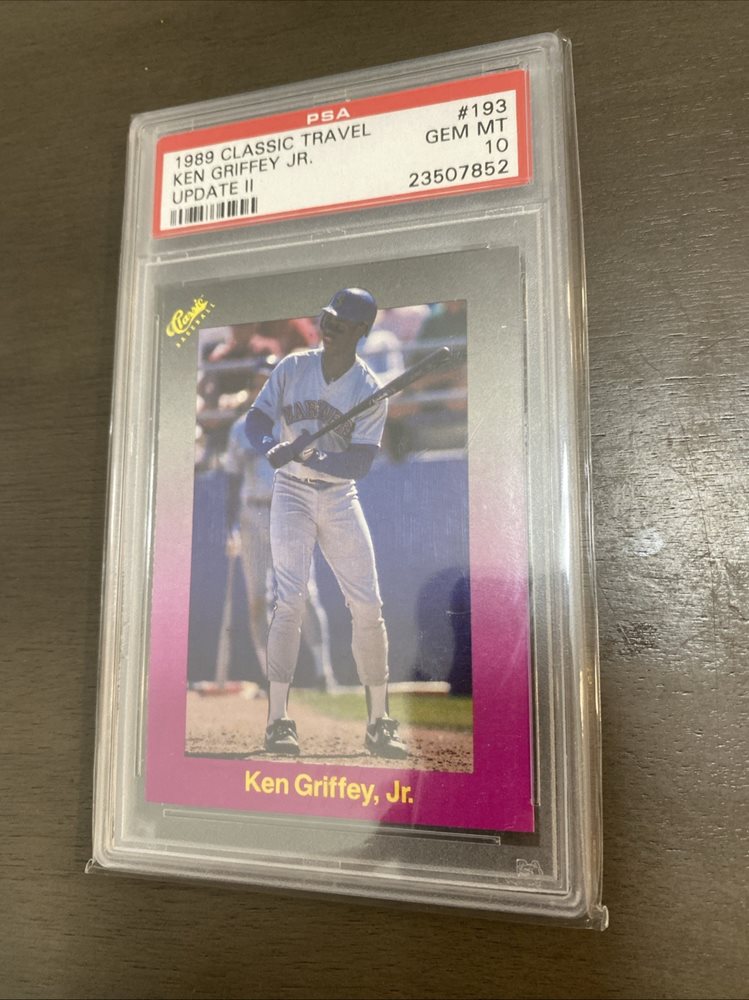 PSA
1989 CLASSIC TRAVEL #193
KEN GRIFFEY JR. GEM MT
UPDATE II 10
23507852
Classic
BASEBALL
Ken Griffey, Jr.